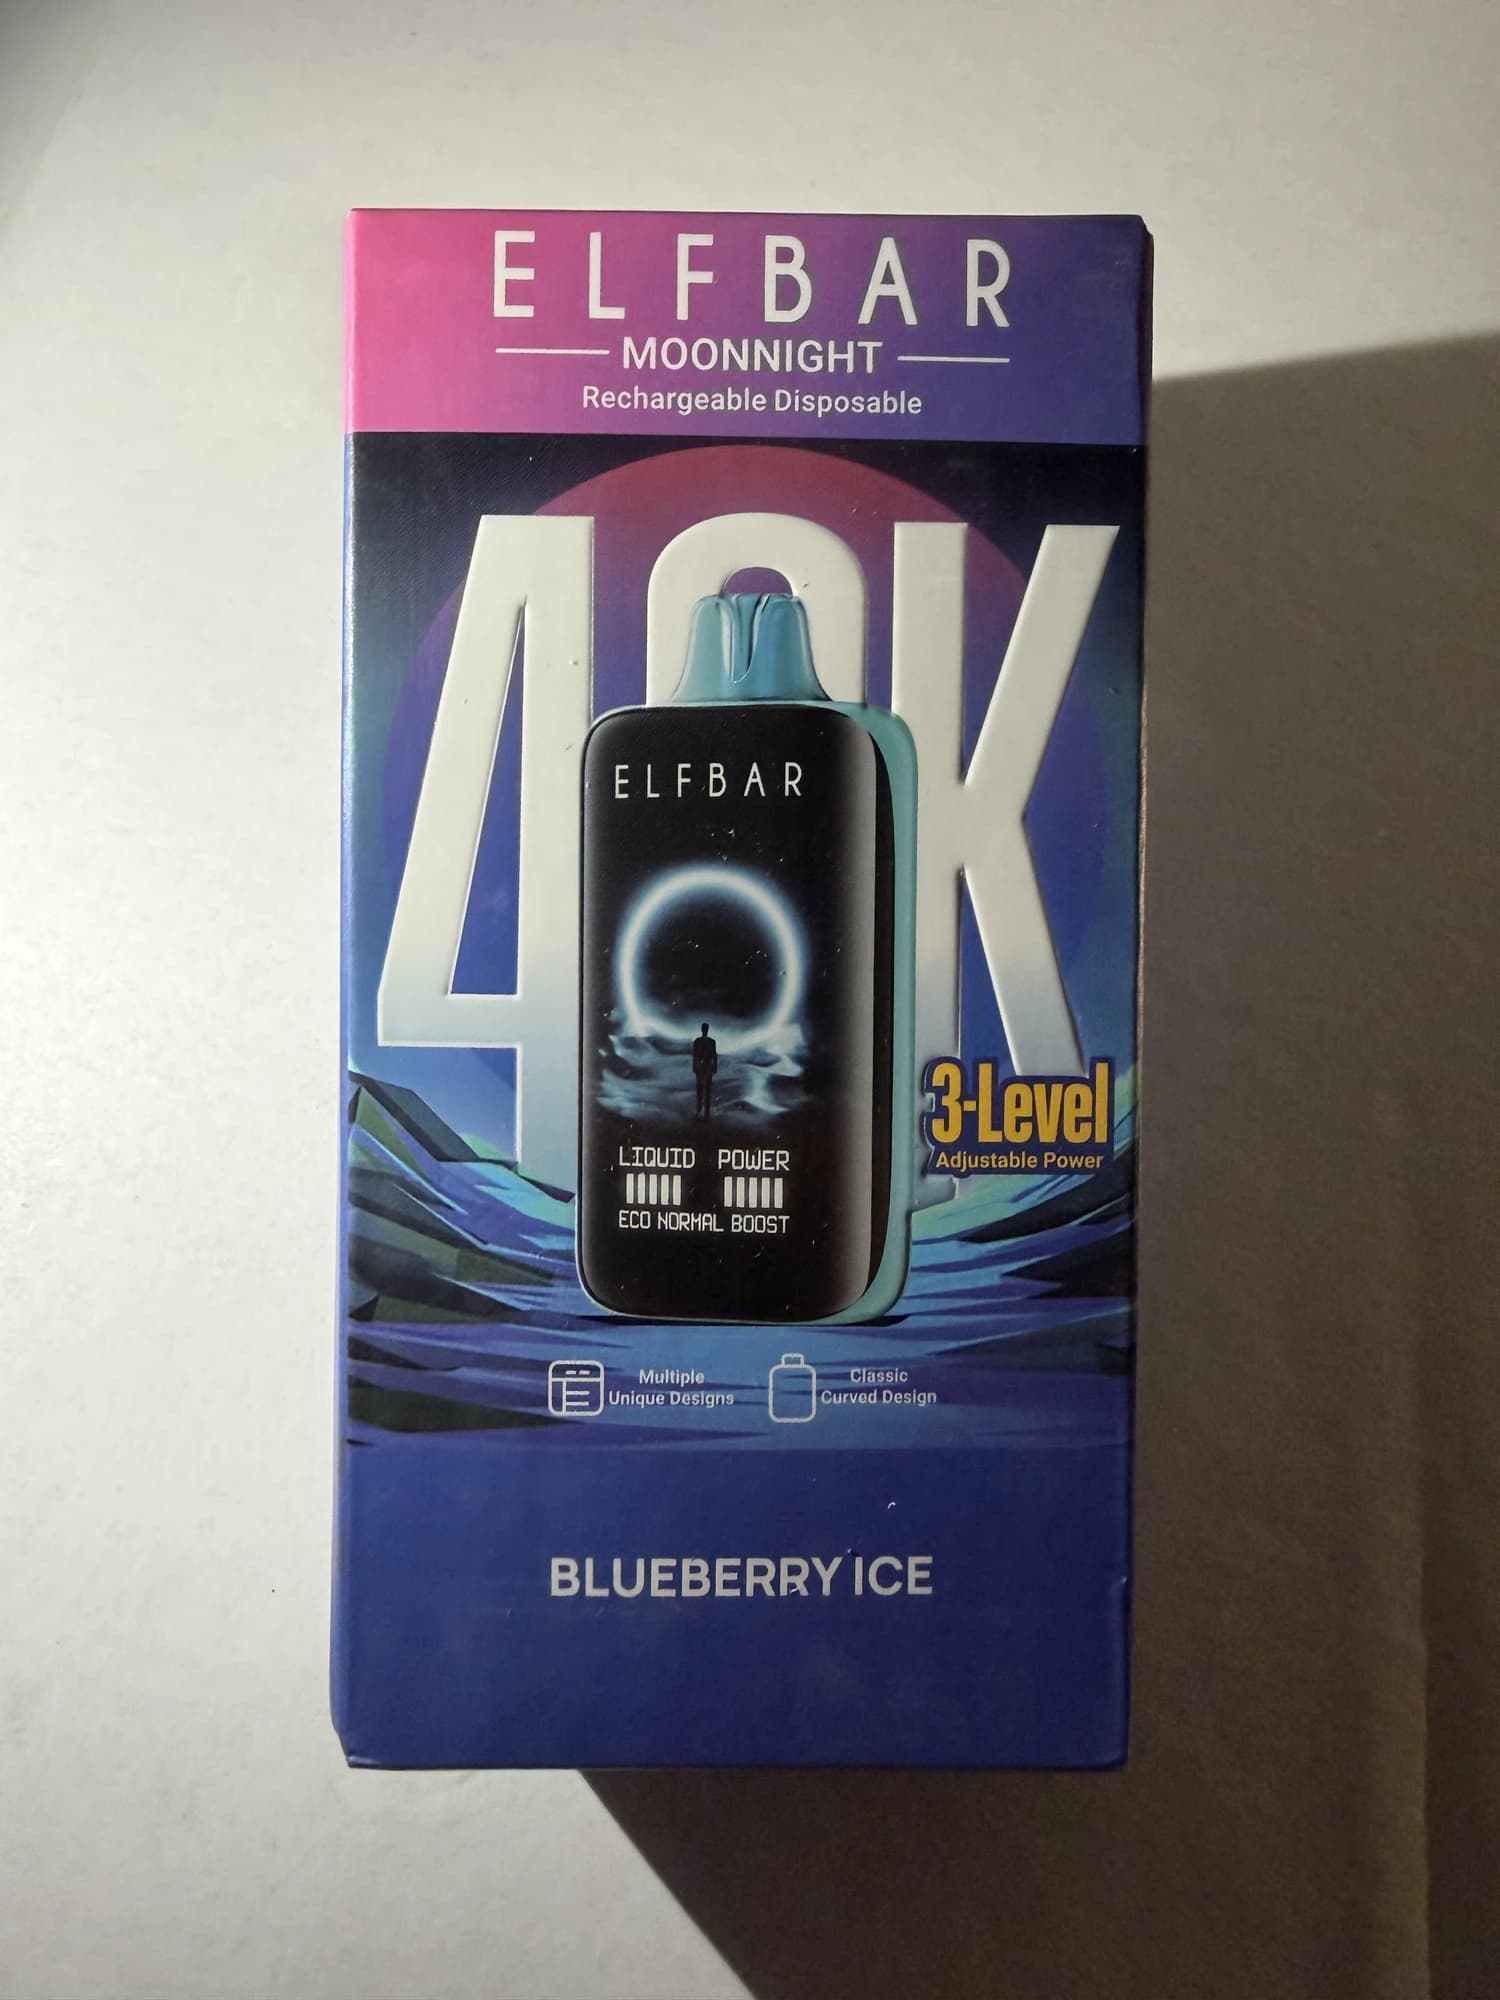 ELFBAR
MOONNIGHT
Rechargeable Disposable
40K
ELFBAR
LIQUID POWER
ECO NORMAL BOOST
3-Level
Adjustable Power
Multiple
Unique Designs
Classic
Curved Design
BLUEBERRY ICE